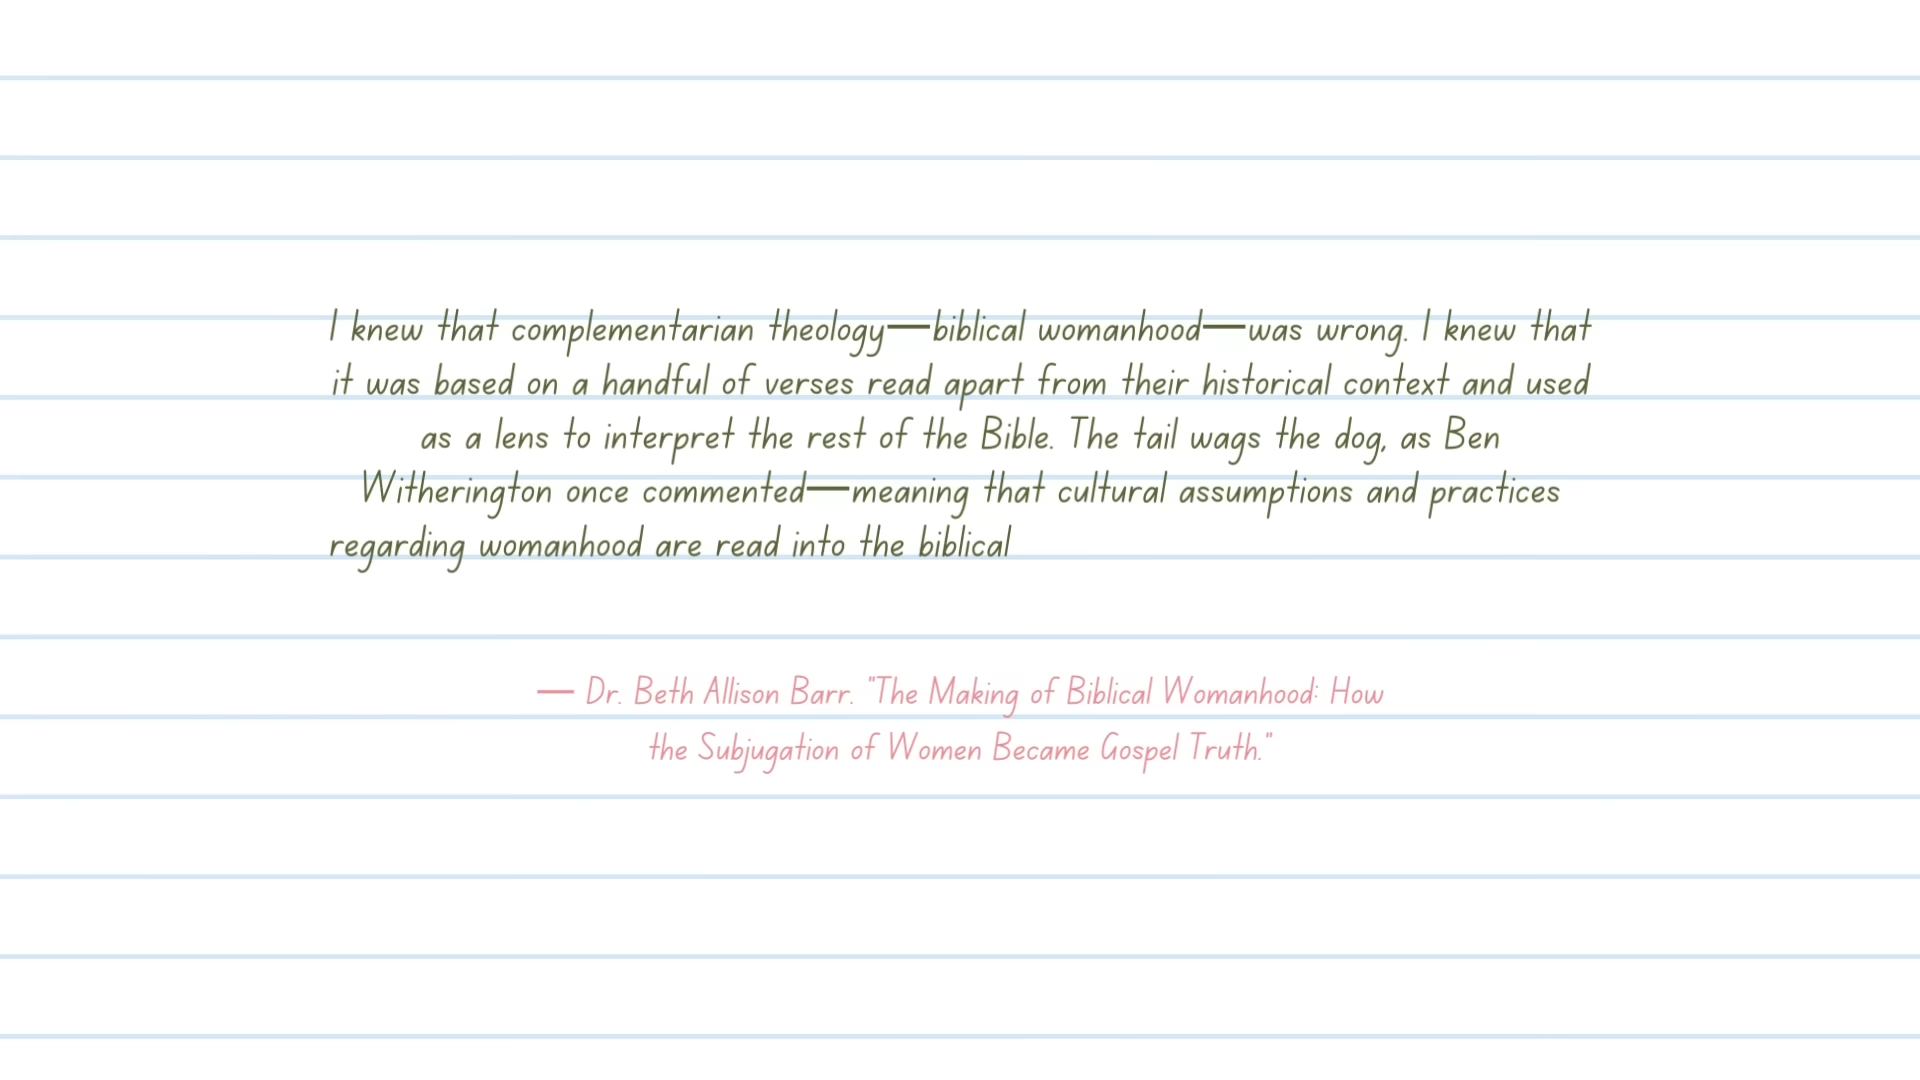 I knew that complementarian theology—biblical womanhood—was wrong. I knew that
it was based on a handful of verses read apart from their historical context and used
as a lens to interpret the rest of the Bible. The tail wags the dog, as Ben
Witherington once commented—meaning that cultural assumptions and practices
regarding womanhood are read into the biblical
— Dr. Beth Allison Barr. "The Making of Biblical Womanhood: How
the Subjugation of Women Became Gospel Truth."